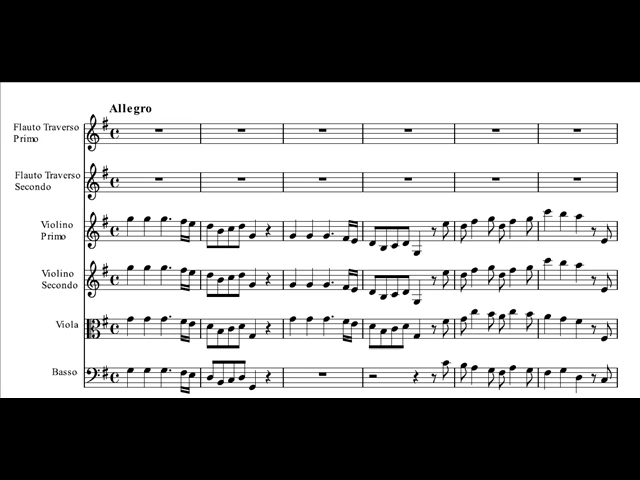 Allegro
Flauto Traverso
Primo
Flauto Traverso
Secondo
Violino
Primo
Violino
Secondo
Viola
Basso